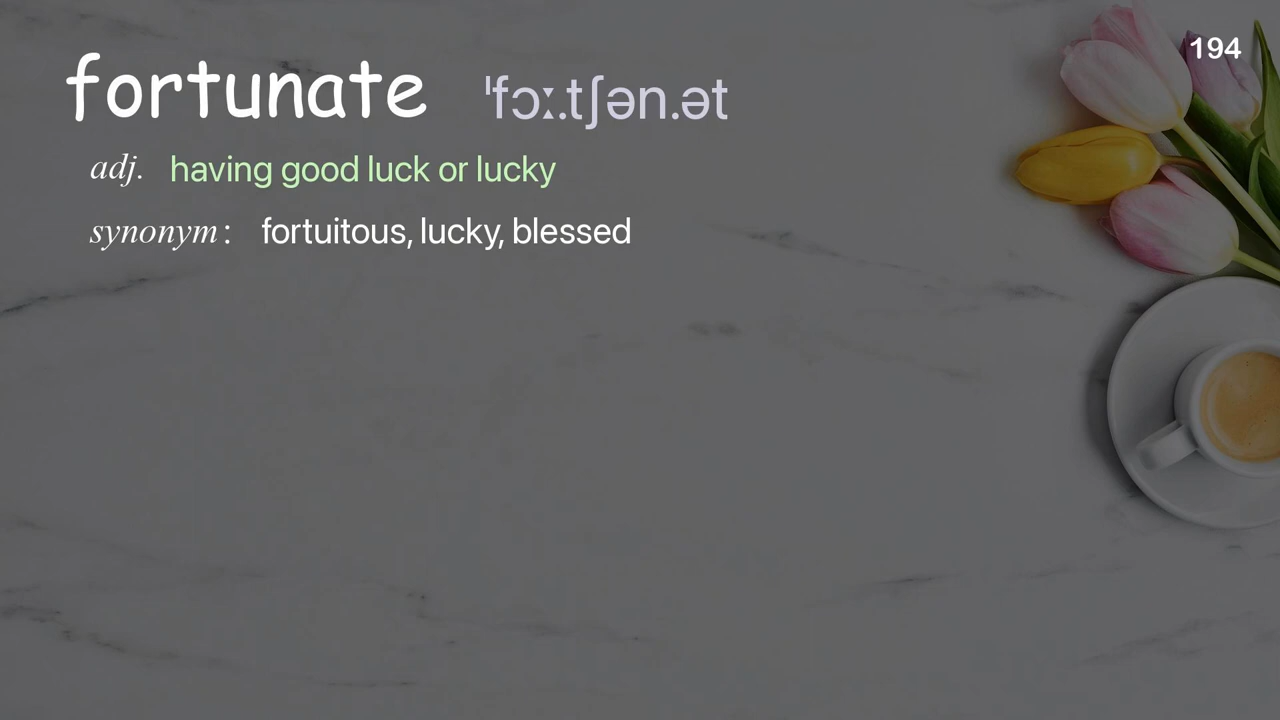 194
fortunate ˈfɔː.tʃən.ət
adj. having good luck or lucky
synonym: fortuitous, lucky, blessed